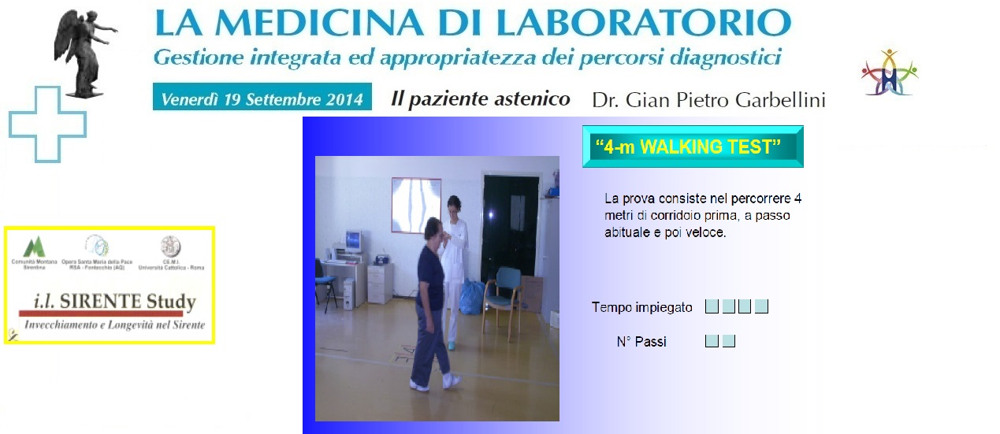 LA MEDICINA DI LABORATORIO
Gestione integrata ed appropriatezza dei percorsi diagnostici
Venerdì 19 Settembre 2014 Il paziente astenico Dr. Gian Pietro Garbellini
H
"4-m WALKING TEST"
La prova consiste nel percorrere 4
metri di corridoio prima, a passo
abituale e poi veloce.
Tempo impiegato
N° Passi
Comunità Montana
Sirentina
Opera Santa Maria della Pace
RSA - Fontecchio (AQ)
CE.M.I.
Università Cattolica - Roma
i.l. SIRENTE Study
Invecchiamento e Longevità nel Sirente